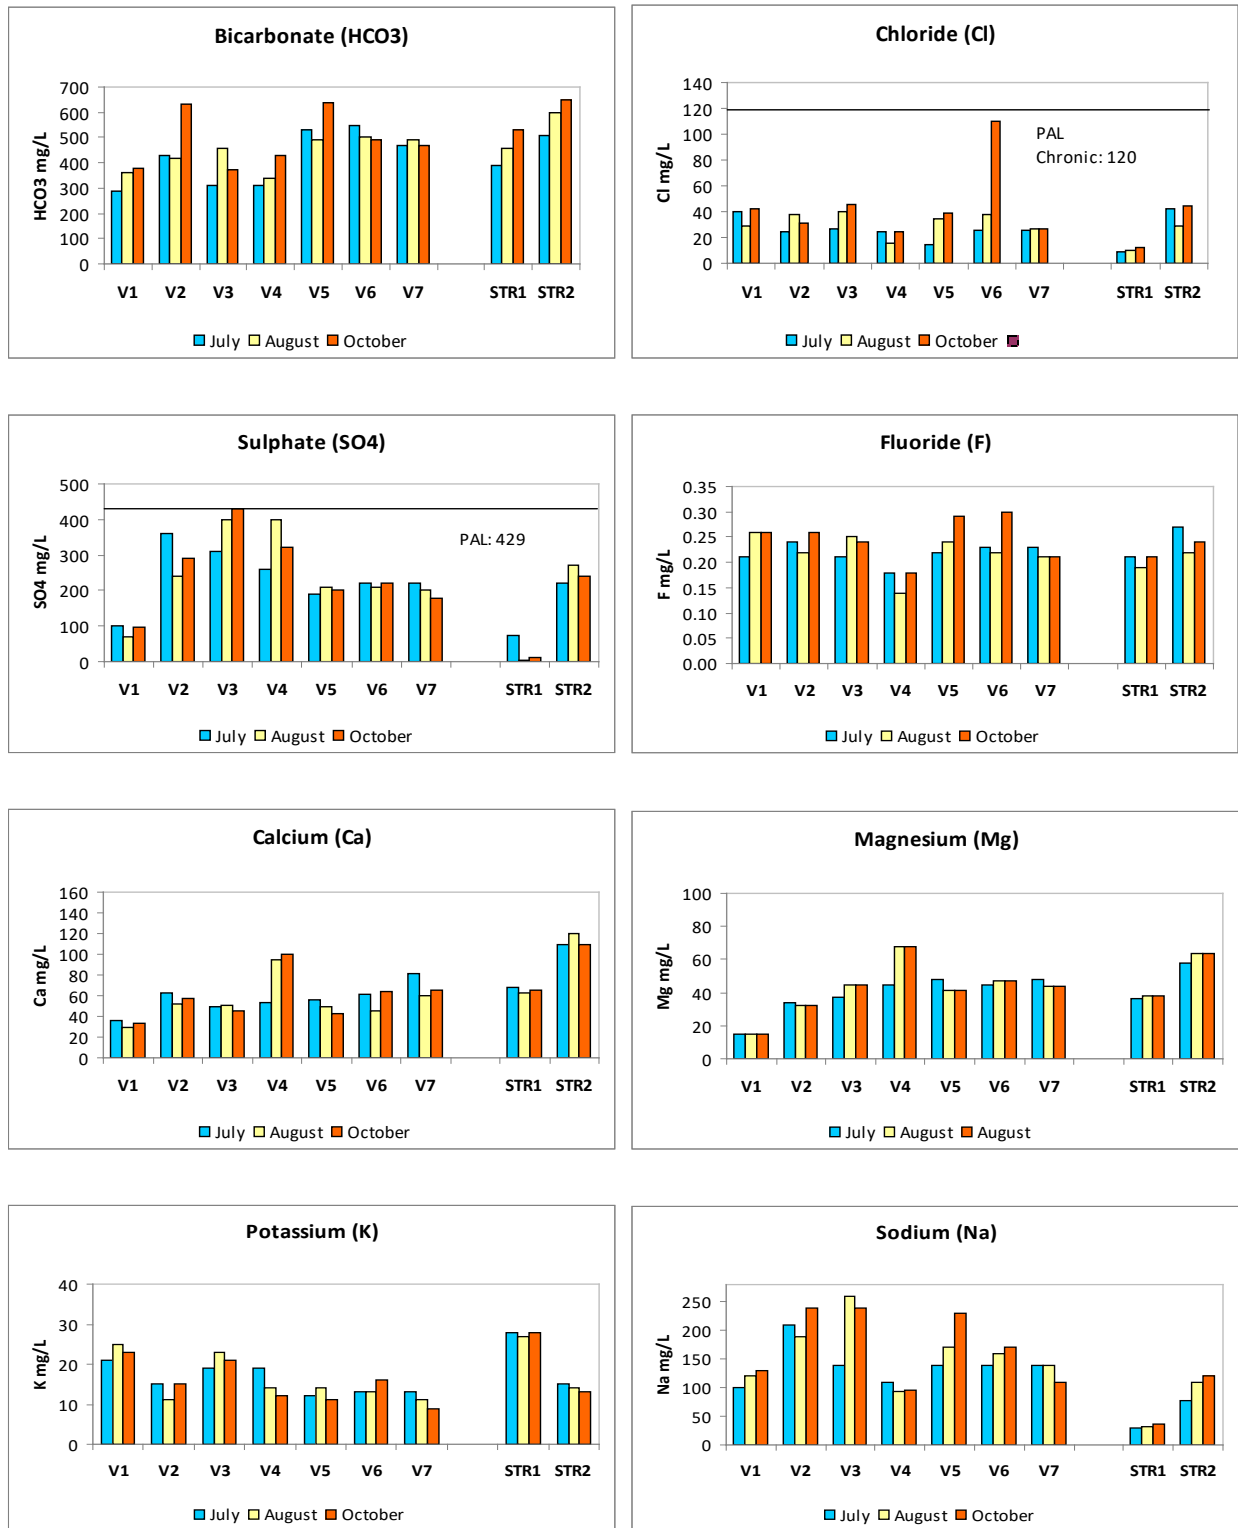 Bicarbonate (HCO3)
HCO3 mg/L
700
600
500
400
300
200
100
0
V1 V2 V3 V4 V5 V6 V7 STR1 STR2
July August October
Chloride (Cl)
Cl mg/L
140
120
100
80
60
40
20
0
PAL
Chronic: 120
V1 V2 V3 V4 V5 V6 V7 STR1 STR2
July August October
Sulphate (SO4)
SO4 mg/L
500
400
300
200
100
0
PAL: 429
V1 V2 V3 V4 V5 V6 V7 STR1 STR2
July August October
Fluoride (F)
F mg/L
0.35
0.30
0.25
0.20
0.15
0.10
0.05
0.00
V1 V2 V3 V4 V5 V6 V7 STR1 STR2
July August October
Calcium (Ca)
Ca mg/L
160
140
120
100
80
60
40
20
0
V1 V2 V3 V4 V5 V6 V7 STR1 STR2
July August October
Magnesium (Mg)
Mg mg/L
100
80
60
40
20
0
V1 V2 V3 V4 V5 V6 V7 STR1 STR2
July August August
Potassium (K)
K mg/L
40
30
20
10
0
V1 V2 V3 V4 V5 V6 V7 STR1 STR2
July August October
Sodium (Na)
Na mg/L
250
200
150
100
50
0
V1 V2 V3 V4 V5 V6 V7 STR1 STR2
July August October